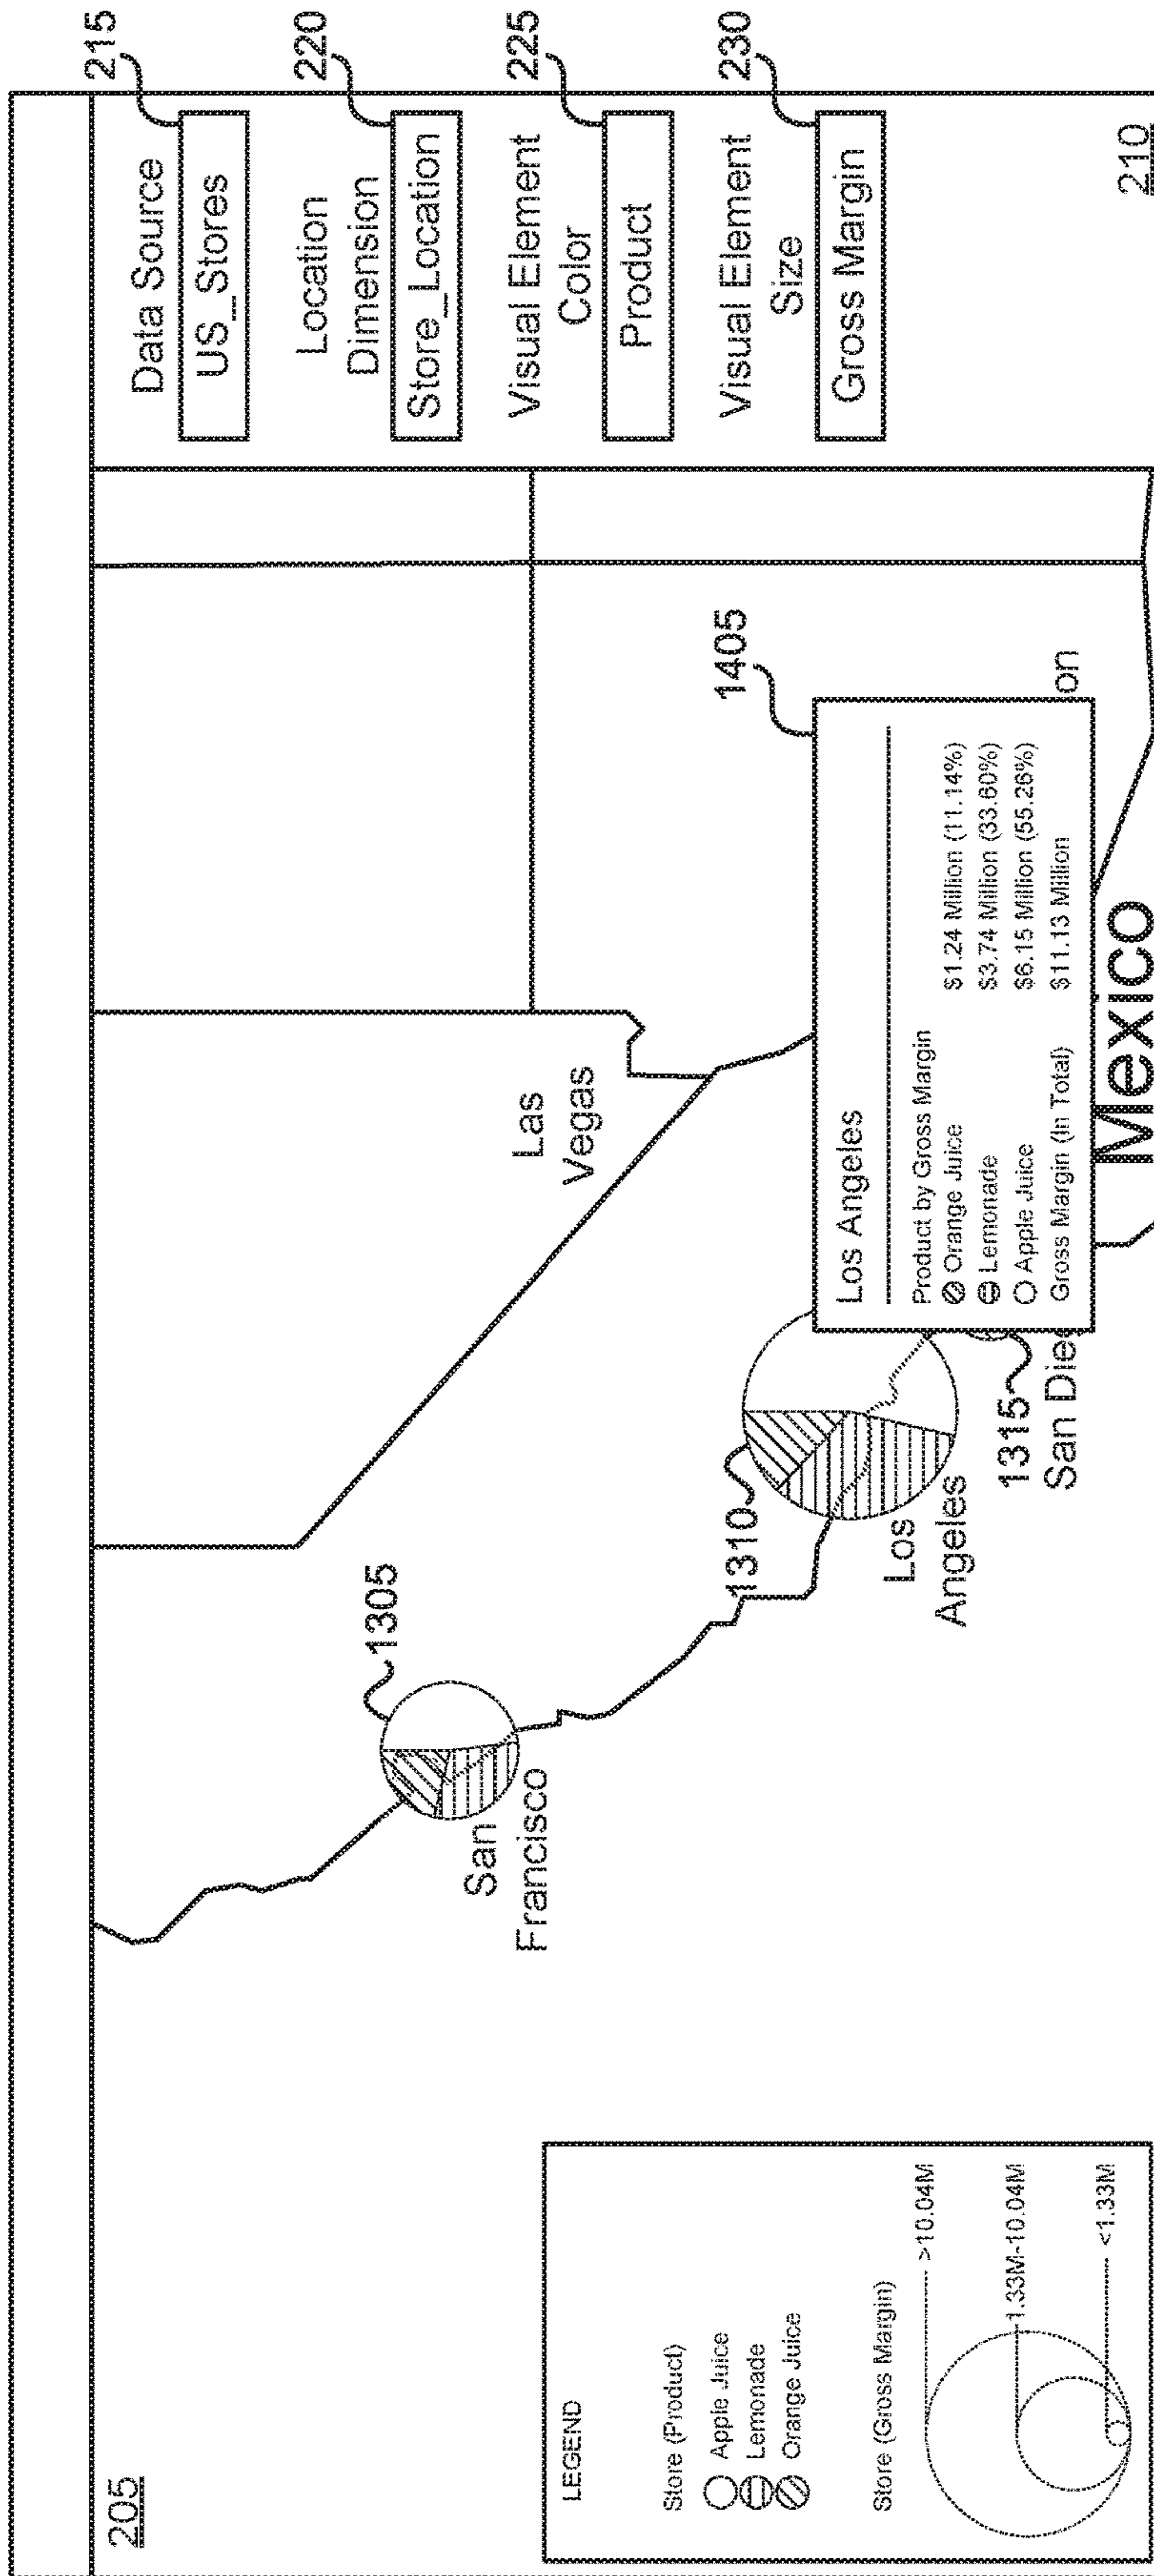 205
LEGEND
Store (Product)
Apple Juice
Lemonade
Orange Juice
Store (Gross Margin)
>10.04M
1.33M-10.04M
<1.33M
San
Francisco
1305
1310
Los
Angeles
1315
San Die
Las
Vegas
1405
Los Angeles
Product by Gross Margin
Orange Juice $1.24 Million (11.14%)
Lemonade $3.74 Million (33.60%)
Apple Juice $6.15 Million (55.26%)
Gross Margin (In Total) $11.13 Million
on
Mexico
215
Data Source
US_Stores
220
Location
Dimension
Store_Location
225
Visual Element
Color
Product
230
Visual Element
Size
Gross Margin
210